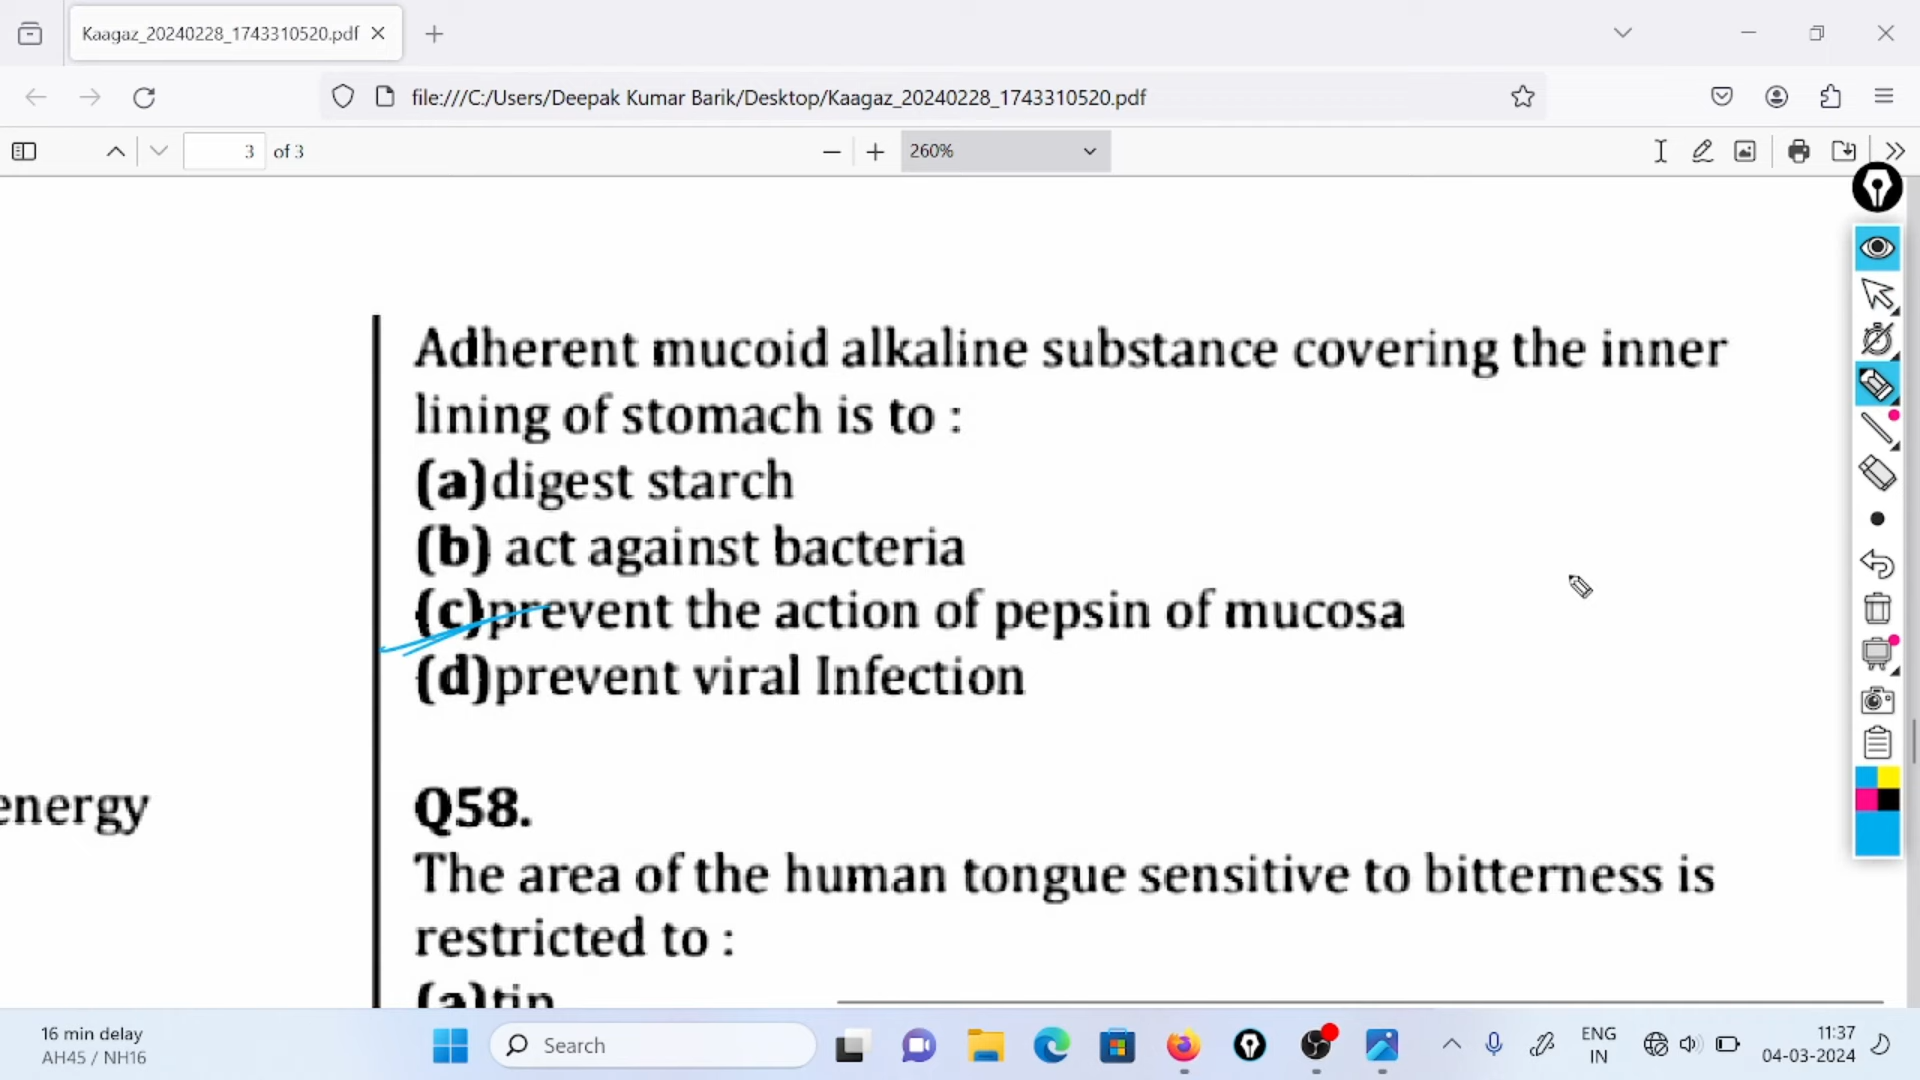 Kaagaz_20240228_1743310520.pdf
file:///C:/Users/Deepak Kumar Barik/Desktop/Kaagaz_20240228_1743310520.pdf
3 of 3
260%
Adherent mucoid alkaline substance covering the inner
lining of stomach is to :
(a)digest starch
(b) act against bacteria
(c)prevent the action of pepsin of mucosa
(d)prevent viral Infection
energy
Q58.
The area of the human tongue sensitive to bitterness is
restricted to :
(a)tip
16 min delay
AH45 / NH16
Search
ENG
IN
11:37
04-03-2024